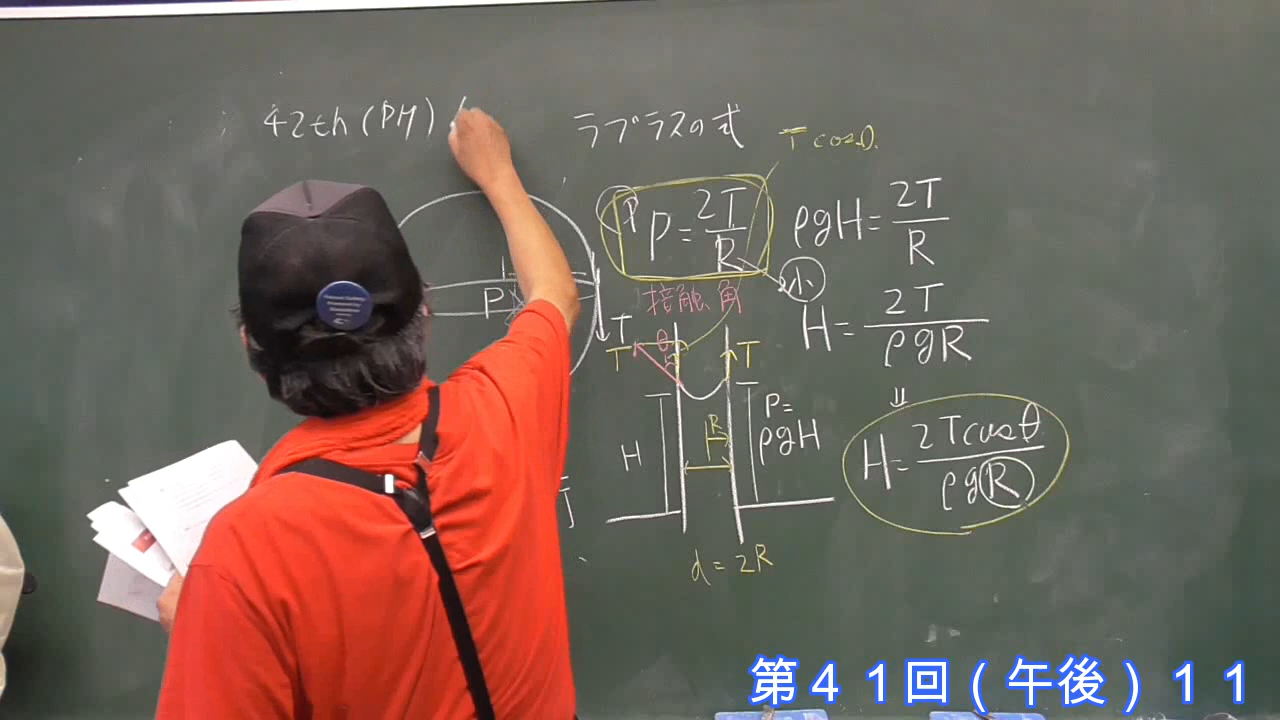 42th (PM)
ラプラスの式
T cosθ
P
P = 2T/R
ρgH = 2T/R
小
接触角
H = 2T/ρgR
P
T
T
θ
T
⇓
H = 2Tcosθ/ρgR
H
R
P=
ρgH
d = 2R
第41回(午後)11